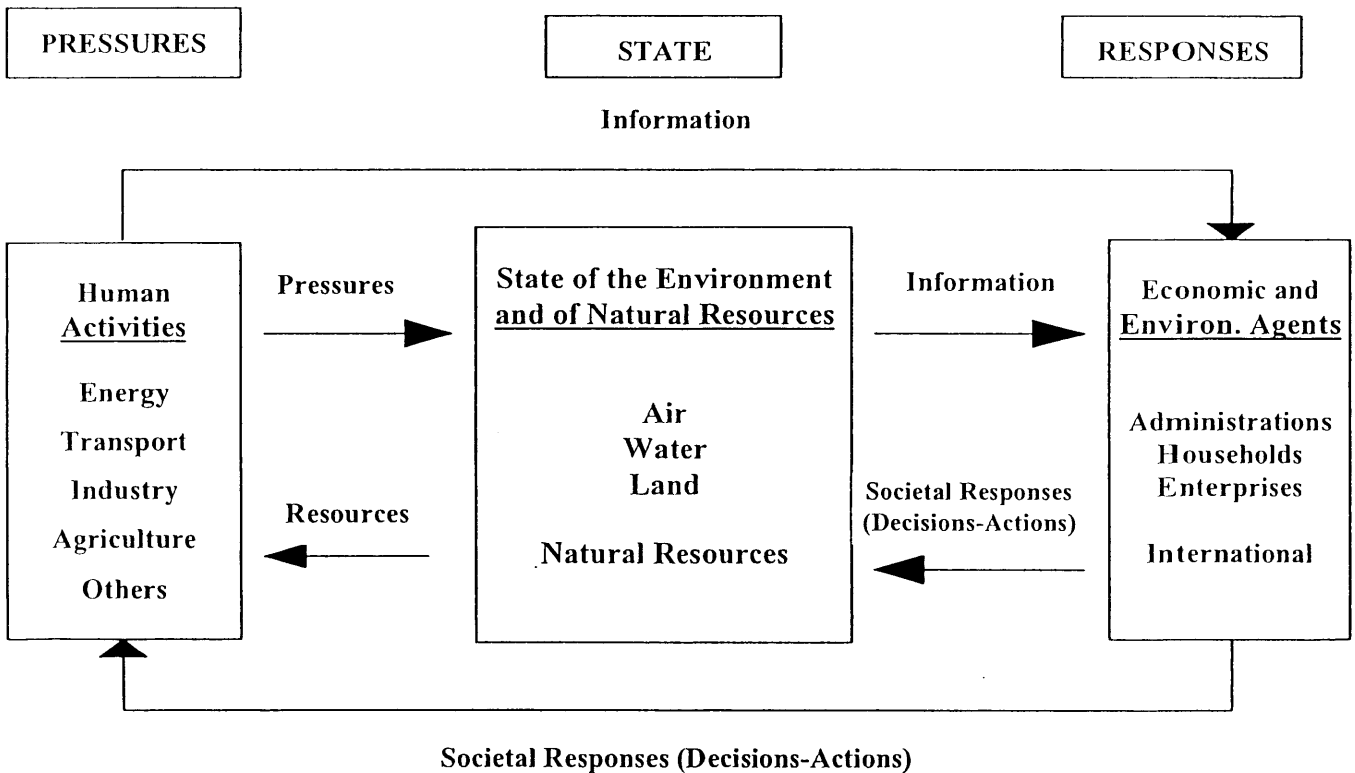 PRESSURES
STATE
RESPONSES
Information
Human
Activities
Energy
Transport
Industry
Agriculture
Others
Pressures
Resources
State of the Environment
and of Natural Resources
Air
Water
Land
Natural Resources
Information
Societal Responses
(Decisions-Actions)
Economic and
Environ. Agents
Administrations
Households
Enterprises
International
Societal Responses (Decisions-Actions)